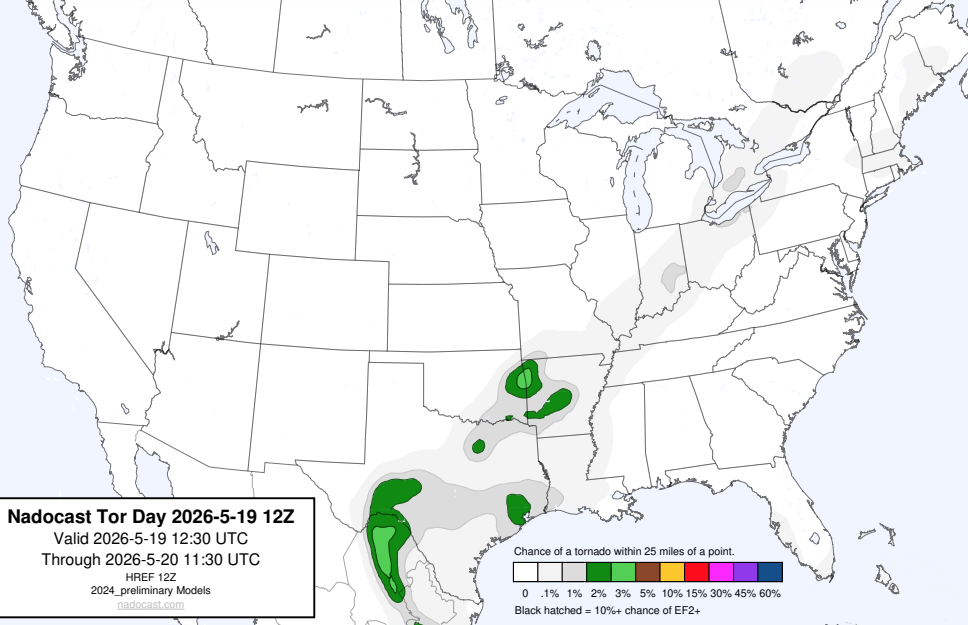 Nadocast Tor Day 2026-5-19 12Z
Valid 2026-5-19 12:30 UTC
Through 2026-5-20 11:30 UTC
HREF 12Z
2024_preliminary Models
nadocast.com
Chance of a tornado within 25 miles of a point.
0 .1% 1% 2% 3% 5% 10% 15% 30% 45% 60%
Black hatched = 10%+ chance of EF2+